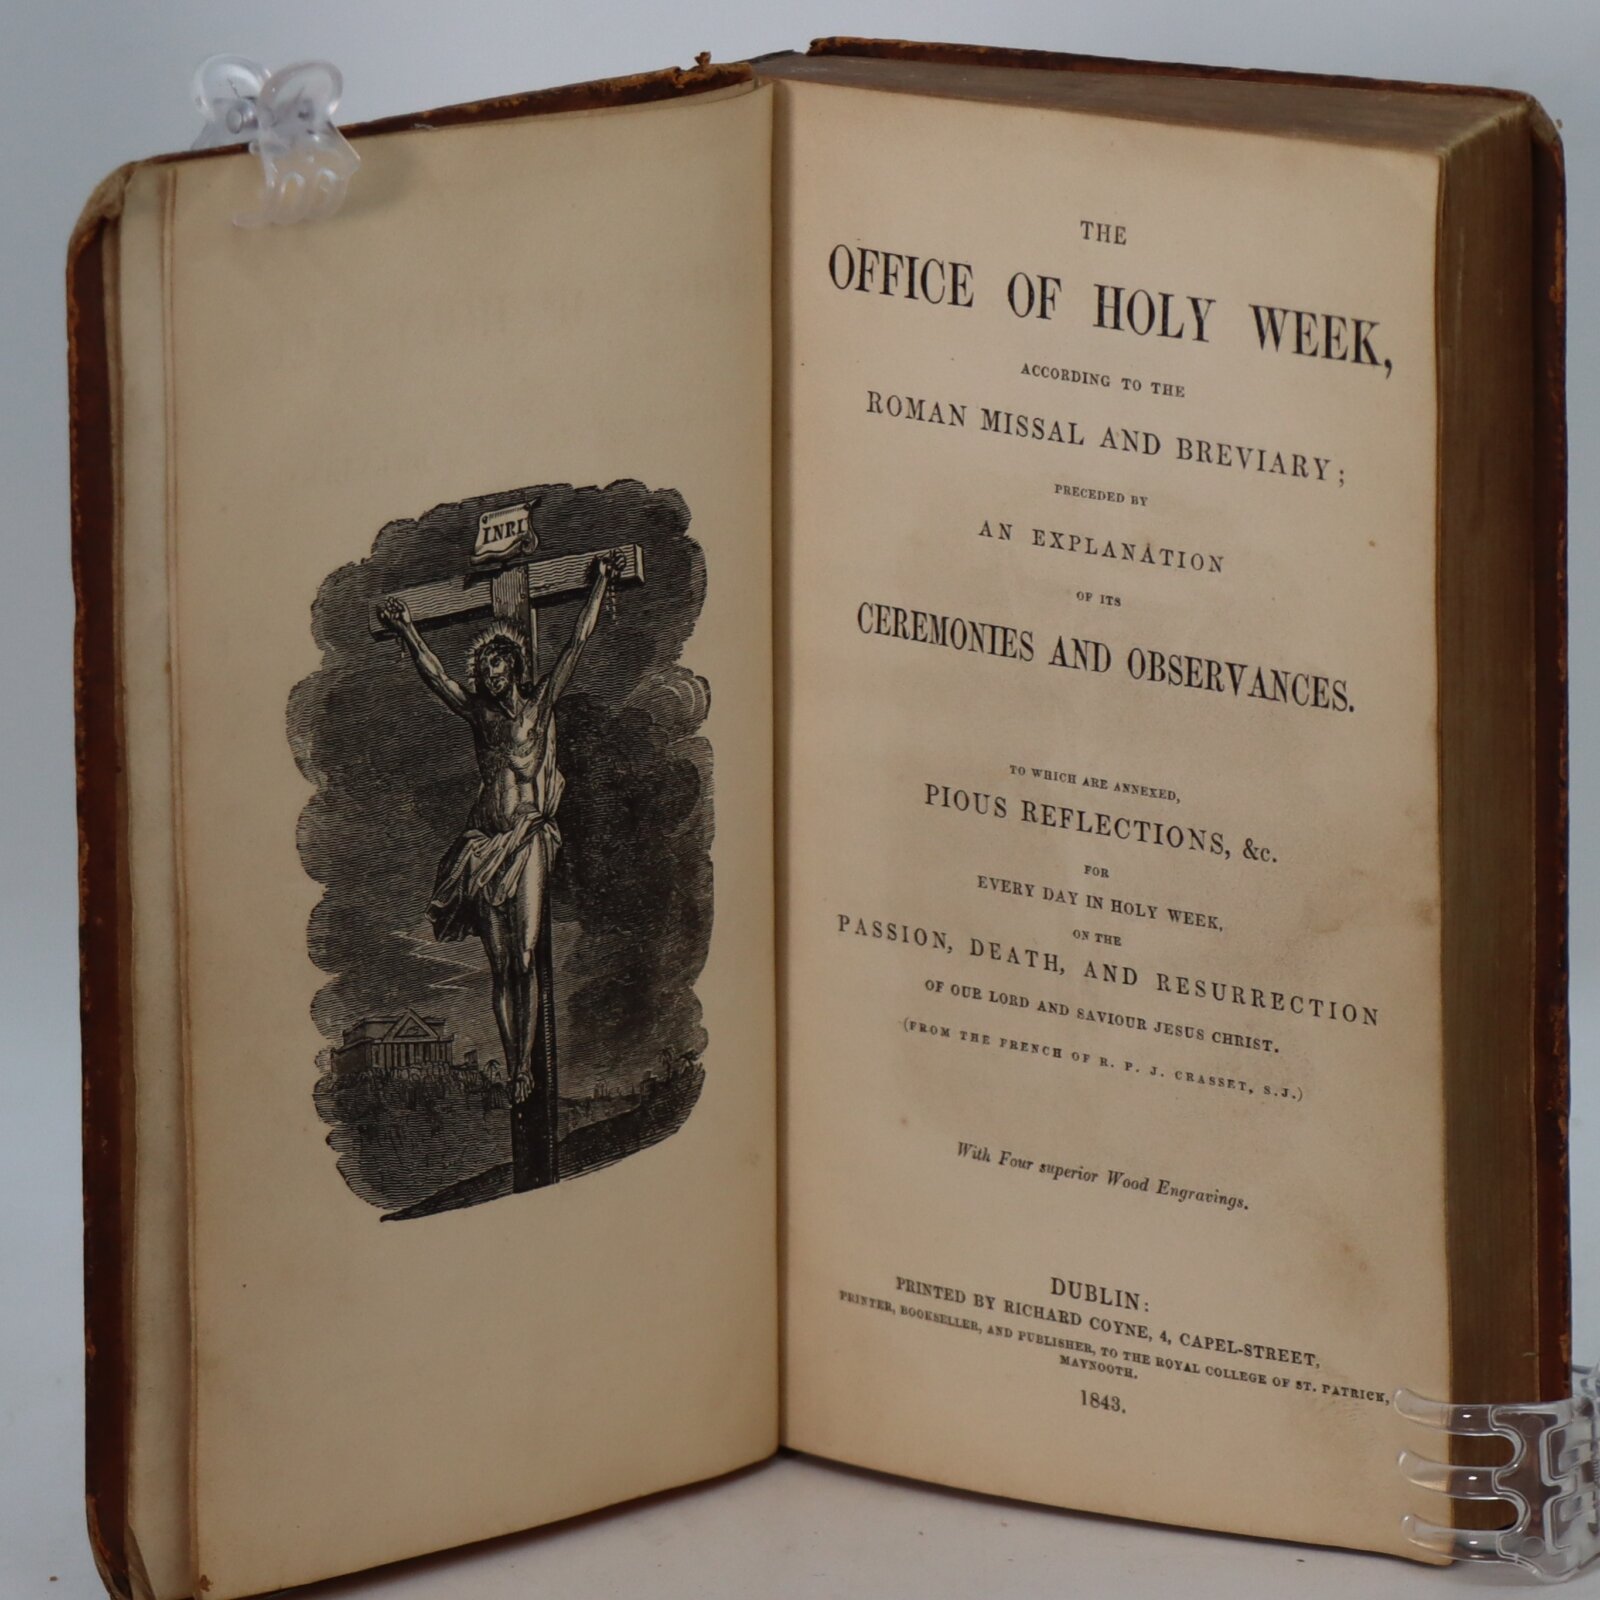 INRI
THE
OFFICE OF HOLY WEEK,
ACCORDING TO THE
ROMAN MISSAL AND BREVIARY;
PRECEDED BY
AN EXPLANATION
OF ITS
CEREMONIES AND OBSERVANCES.
TO WHICH ARE ANNEXED,
PIOUS REFLECTIONS, &c.
FOR
EVERY DAY IN HOLY WEEK,
ON THE
PASSION, DEATH, AND RESURRECTION
OF OUR LORD AND SAVIOUR JESUS CHRIST.
(FROM THE FRENCH OF R. P. J. CRASSET, S.J.)
With Four superior Wood Engravings.
DUBLIN:
PRINTED BY RICHARD COYNE, 4, CAPEL-STREET,
PRINTER, BOOKSELLER, AND PUBLISHER, TO THE ROYAL COLLEGE OF ST. PATRICK,
MAYNOOTH.
1843.